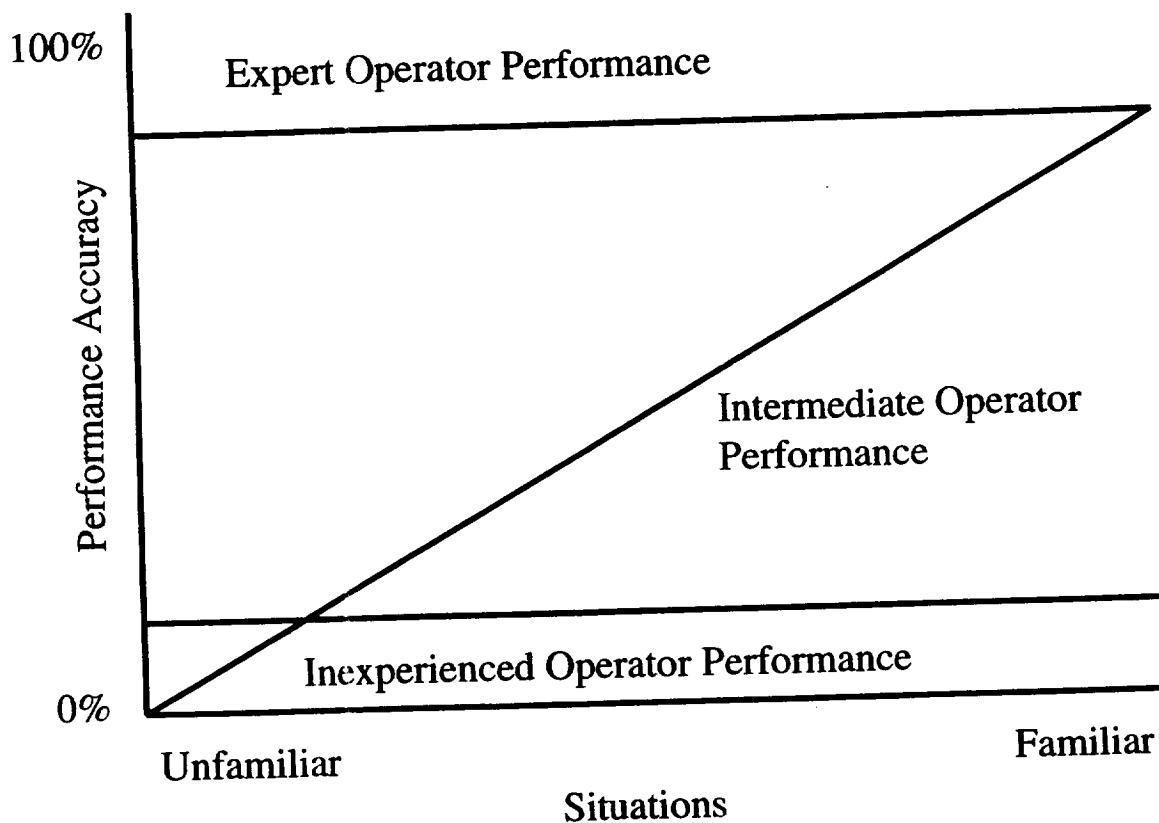 100%
Expert Operator Performance
Performance Accuracy
Intermediate Operator
Performance
Inexperienced Operator Performance
0%
Unfamiliar
Familiar
Situations